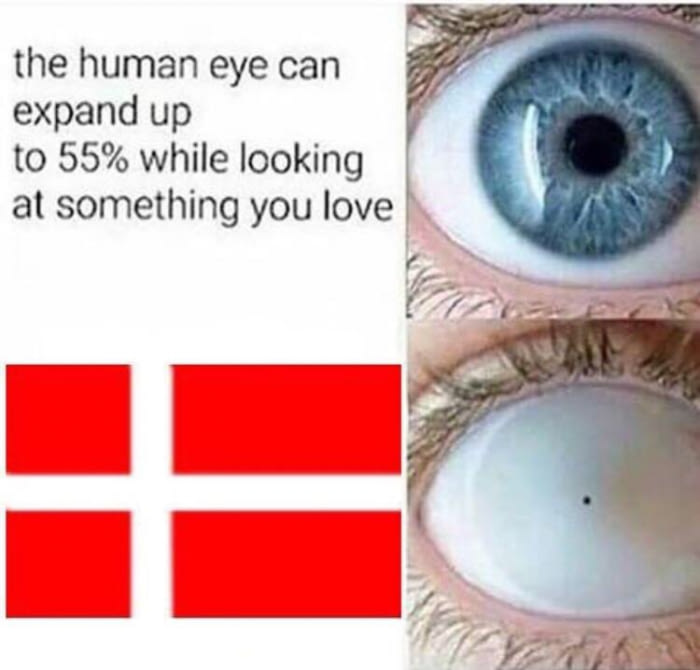 the human eye can
expand up
to 55% while looking
at something you love